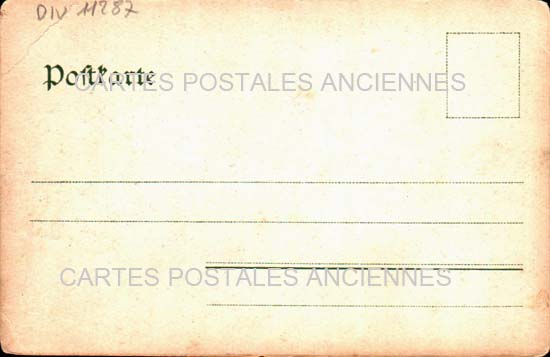 DIV 11287
Postkarte
CARTES POSTALES ANCIENNES
CARTES POSTALES ANCIENNES